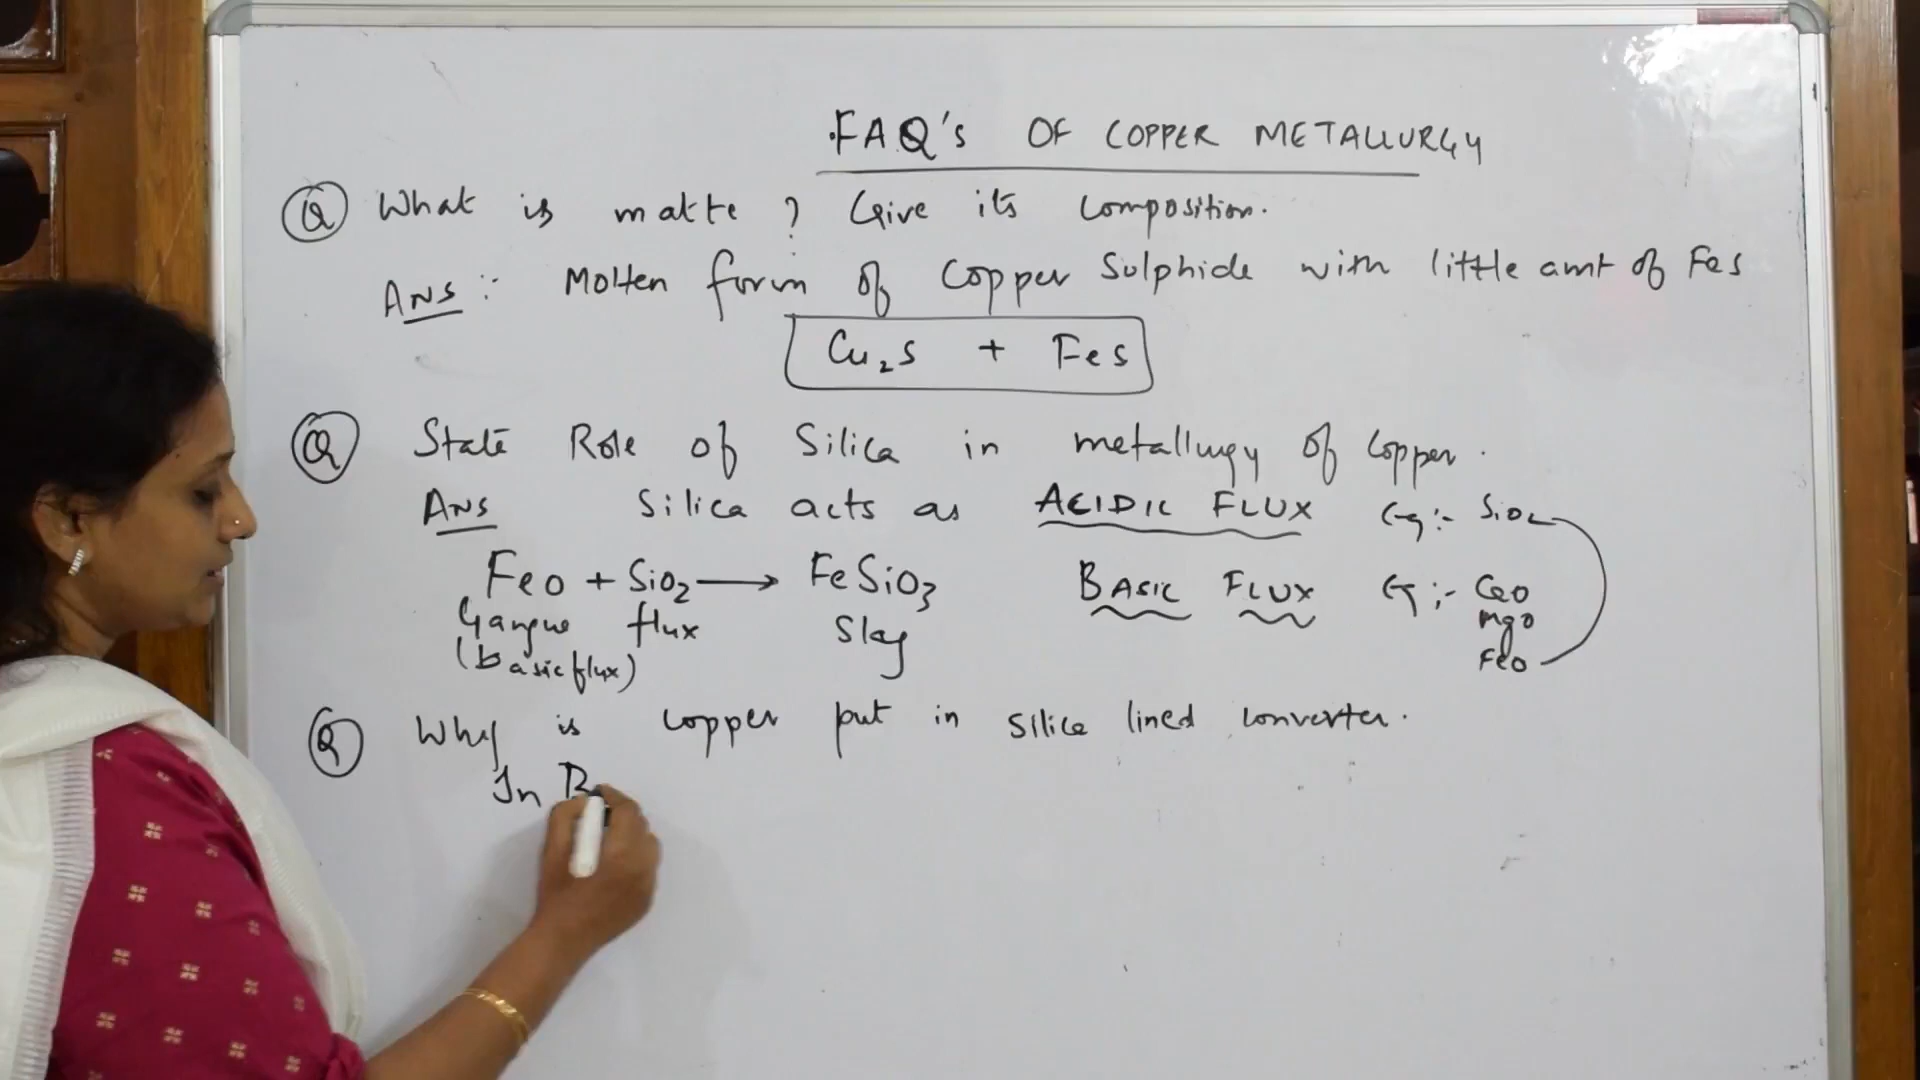 FAQ's OF COPPER METALLURGY
Q What is matte ? Give its Composition.
ANS :- Molten form of Copper Sulphide with little amt of FeS
Cu₂S + FeS
Q State Role of Silica in metallurgy of Copper.
Ans Silica acts as ACIDIC FLUX Eg :- SiO₂
FeO + SiO₂ → FeSiO₃ BASIC FLUX Eg :- CaO
Gangue flux Slag MgO
(basic flux) FeO
Q Why is copper put in silica lined converter.
In B